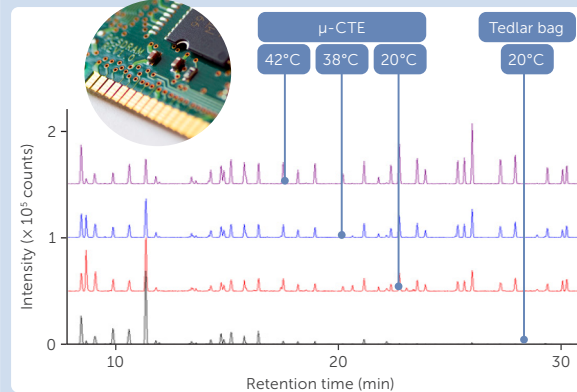 μ-CTE
Tedlar bag
42°C
38°C
20°C
20°C
Intensity (× 10⁵ counts)
2
1
0
10
20
30
Retention time (min)